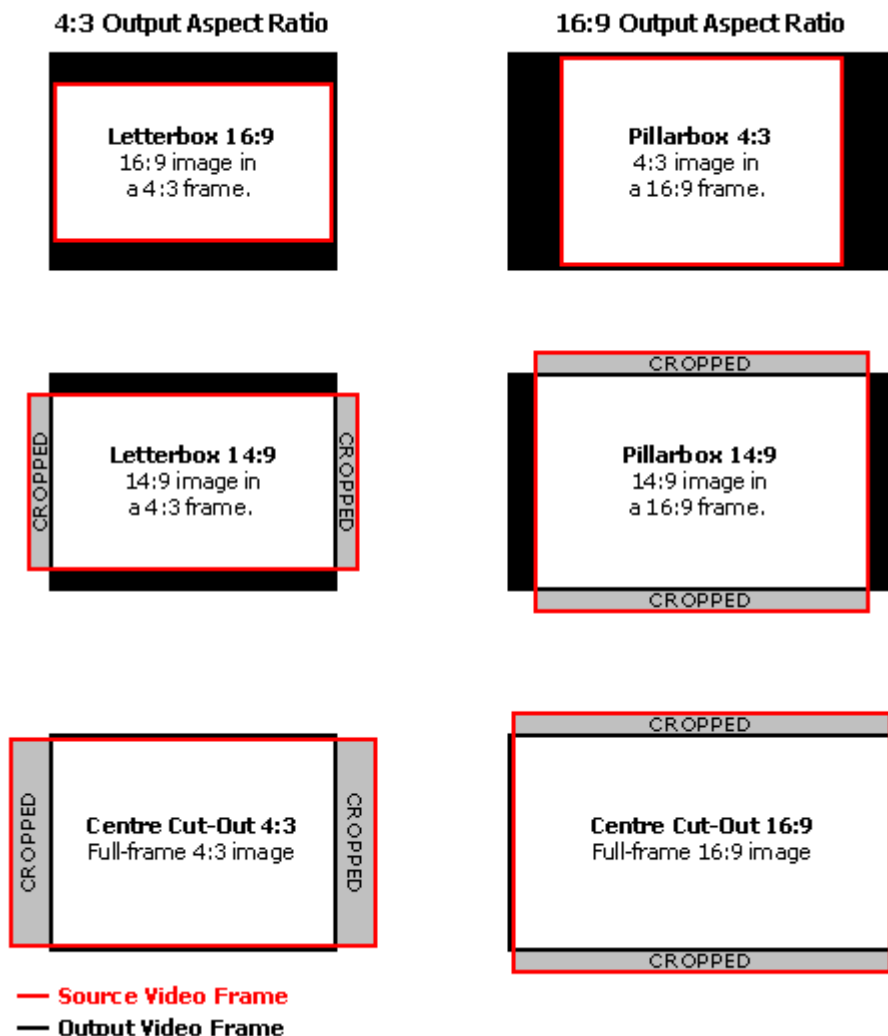 4:3 Output Aspect Ratio
16:9 Output Aspect Ratio
Letterbox 16:9
16:9 image in
a 4:3 frame.
Pillarbox 4:3
4:3 image in
a 16:9 frame.
CROPPED
Letterbox 14:9
14:9 image in
a 4:3 frame.
CROPPED
CROPPED
Pillarbox 14:9
14:9 image in
a 16:9 frame.
CROPPED
CROPPED
Centre Cut-Out 4:3
Full-frame 4:3 image
CROPPED
CROPPED
Centre Cut-Out 16:9
Full-frame 16:9 image
CROPPED
Source Video Frame
Output Video Frame